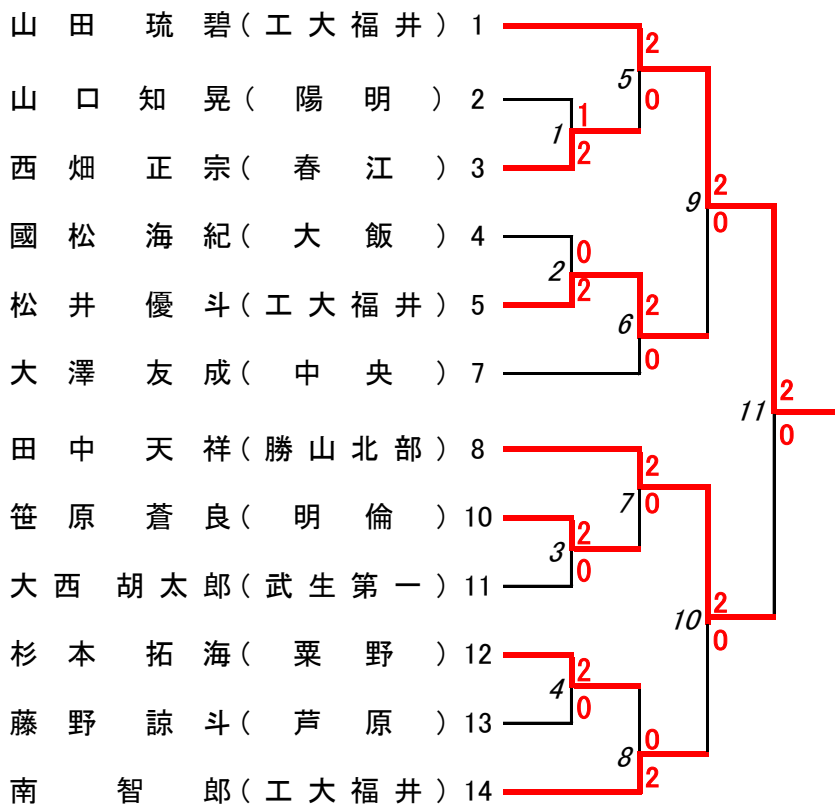 山田 琉碧(工大福井) 1
山口知晃(陽明) 2
西畑 正宗(春江) 3
國松 海紀(大飯) 4
松井 優斗(工大福井) 5
大澤 友成(中央) 7
田中 天祥(勝山北部) 8
笹原 蒼良(明倫) 10
大西 胡太郎(武生第一) 11
杉本 拓海(粟野) 12
藤野 諒斗(芦原) 13
南 智郎(工大福井) 14
1 1 2
2 0 2
3 2 0
4 2 0
5 2 0
6 2 0
7 2 0
8 0 2
9 2 0
10 2 0
11 2 0